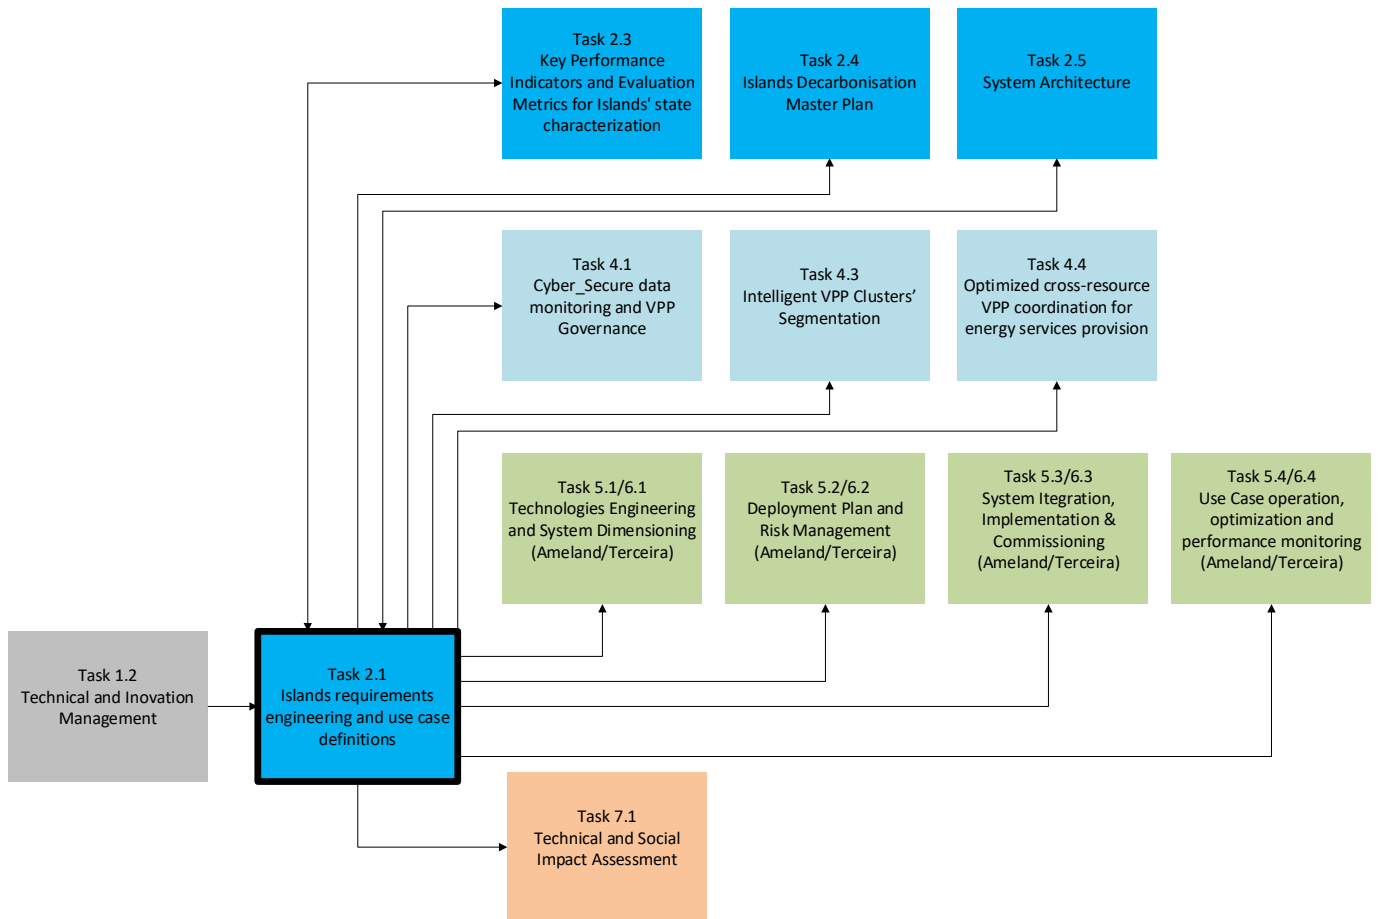 Task 2.3
Key Performance
Indicators and Evaluation
Metrics for Islands' state
characterization
Task 2.4
Islands Decarbonisation
Master Plan
Task 2.5
System Architecture
Task 4.1
Cyber_Secure data
monitoring and VPP
Governance
Task 4.3
Intelligent VPP Clusters’
Segmentation
Task 4.4
Optimized cross-resource
VPP coordination for
energy services provision
Task 5.1/6.1
Technologies Engineering
and System Dimensioning
(Ameland/Terceira)
Task 5.2/6.2
Deployment Plan and
Risk Management
(Ameland/Terceira)
Task 5.3/6.3
System Itegration,
Implementation &
Commissioning
(Ameland/Terceira)
Task 5.4/6.4
Use Case operation,
optimization and
performance monitoring
(Ameland/Terceira)
Task 1.2
Technical and Inovation
Management
Task 2.1
Islands requirements
engineering and use case
definitions
Task 7.1
Technical and Social
Impact Assessment